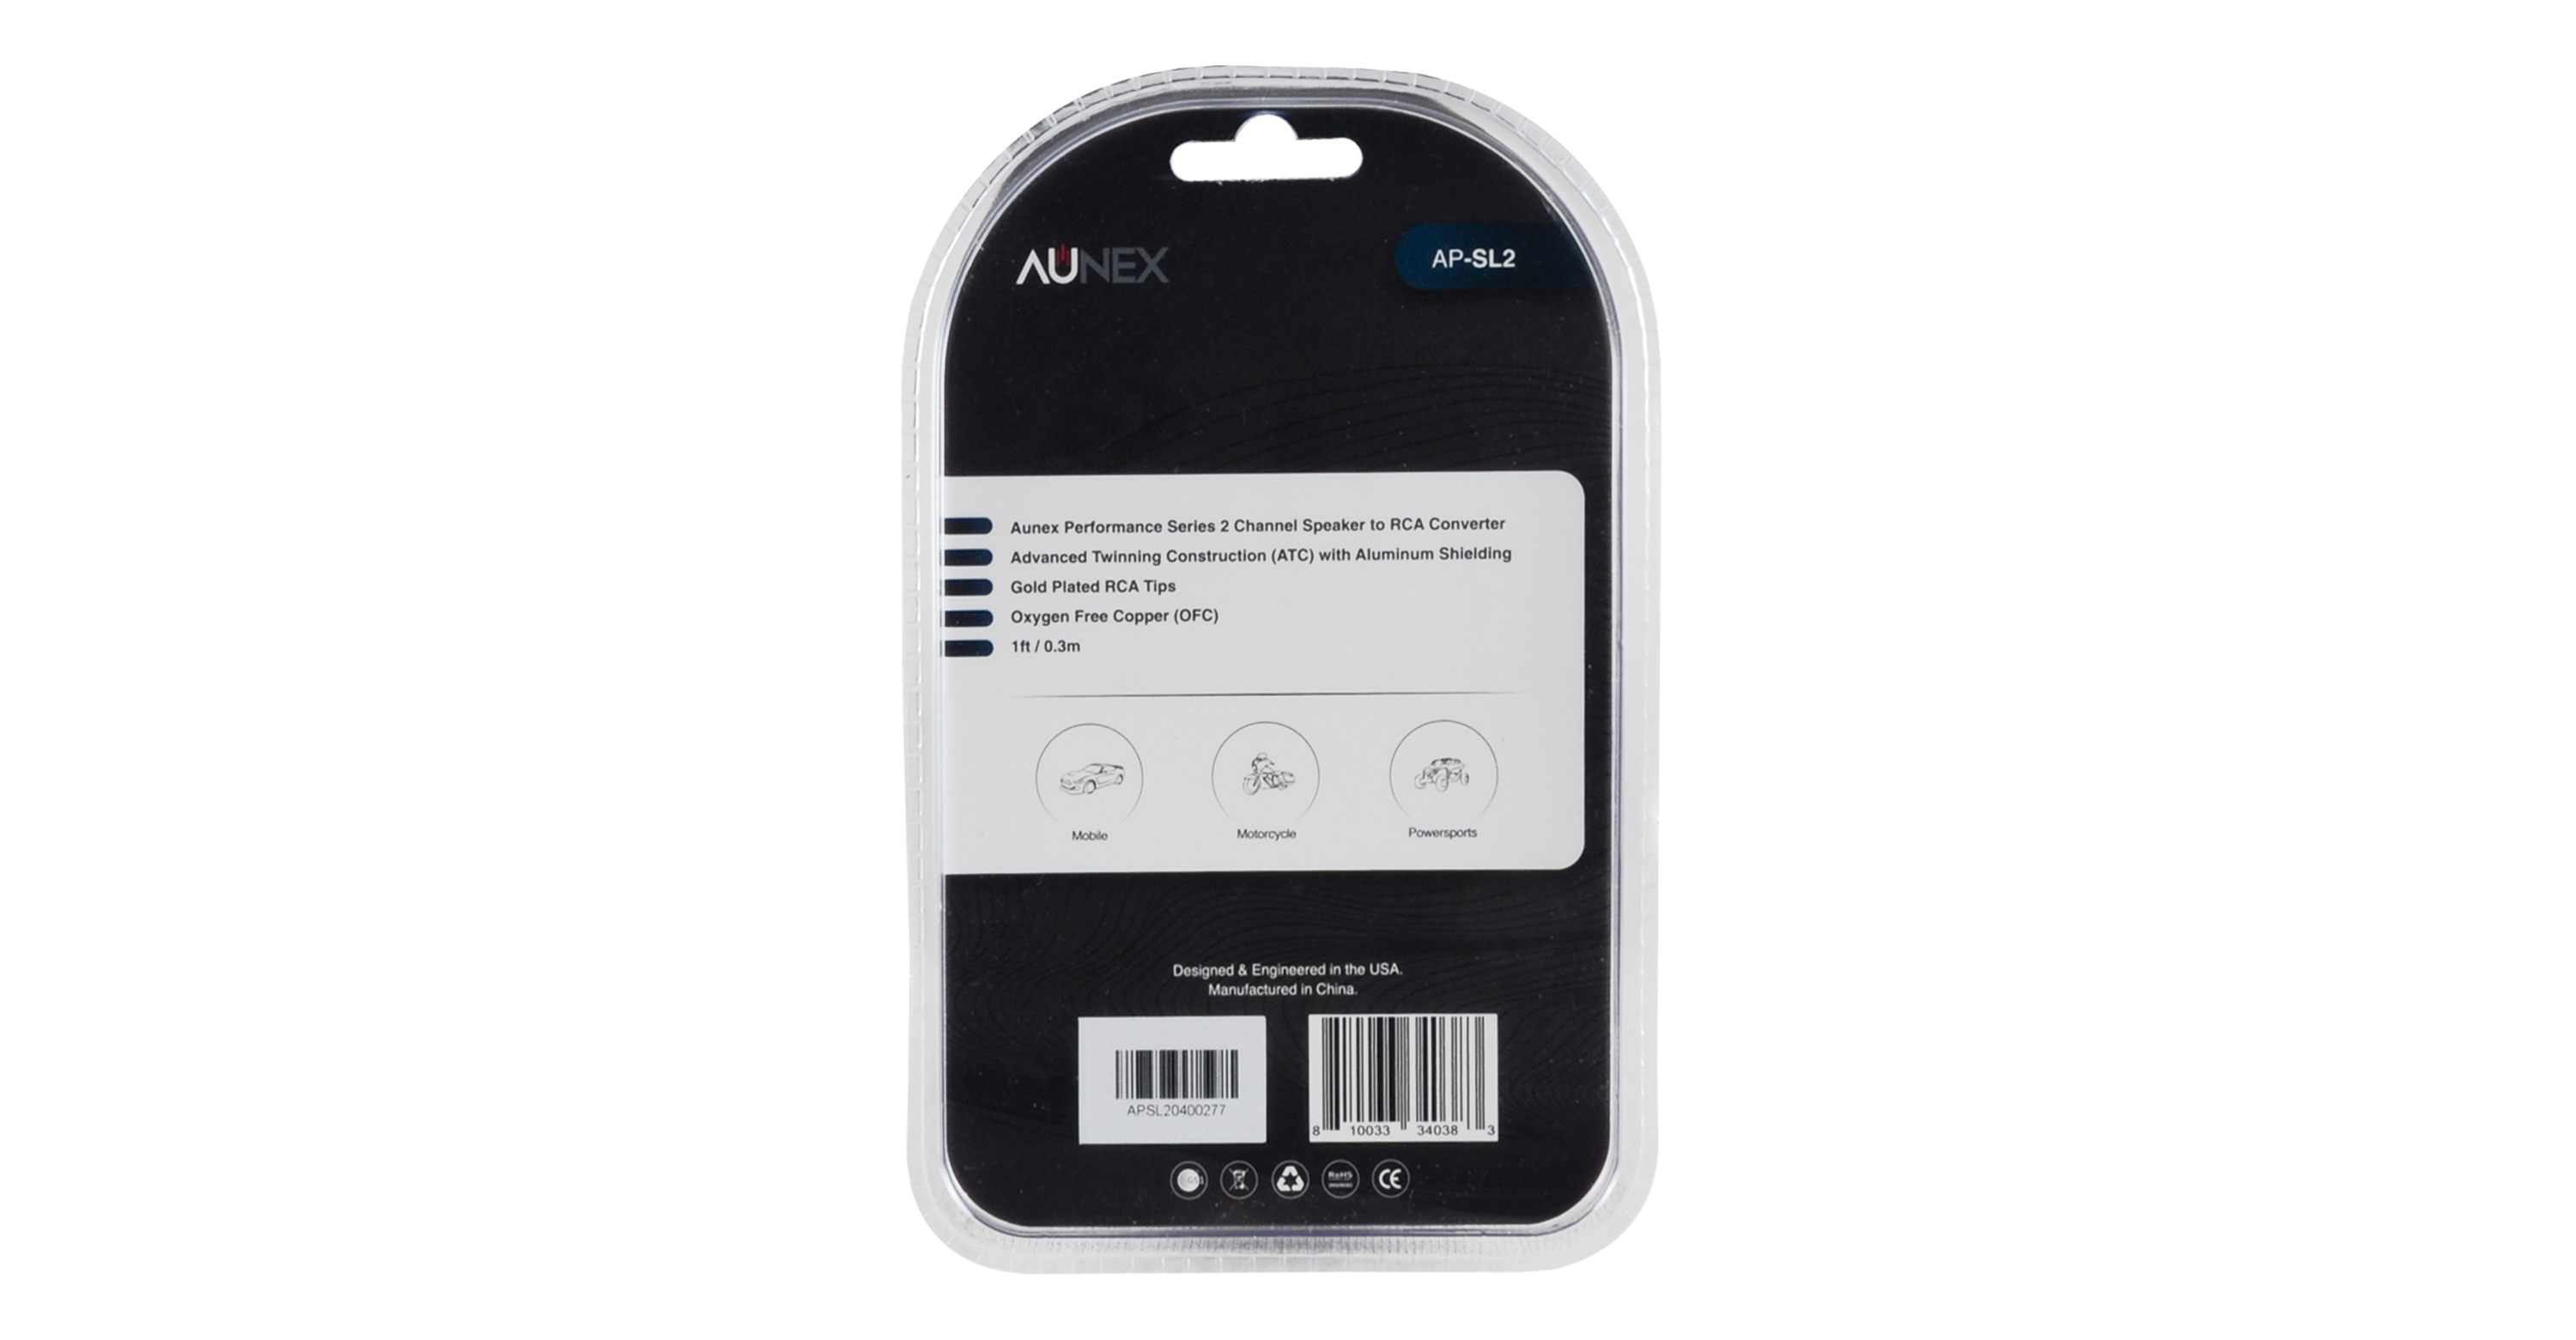 AUNEX
AP-SL2
Aunex Performance Series 2 Channel Speaker to RCA Converter
Advanced Twinning Construction (ATC) with Aluminum Shielding
Gold Plated RCA Tips
Oxygen Free Copper (OFC)
1ft / 0.3m
Mobile
Motorcycle
Powersports
Designed & Engineered in the USA.
Manufactured in China.
APSL20400277
8 10033 34038 3
RoHS
CE